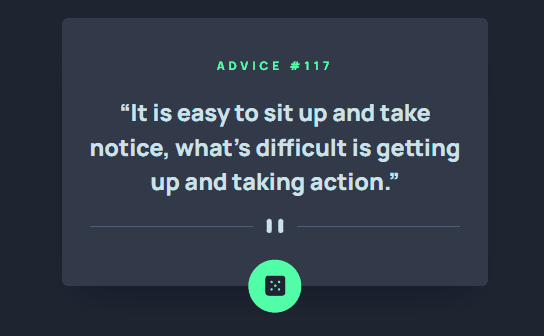 ADVICE #117
“It is easy to sit up and take
notice, what’s difficult is getting
up and taking action.”